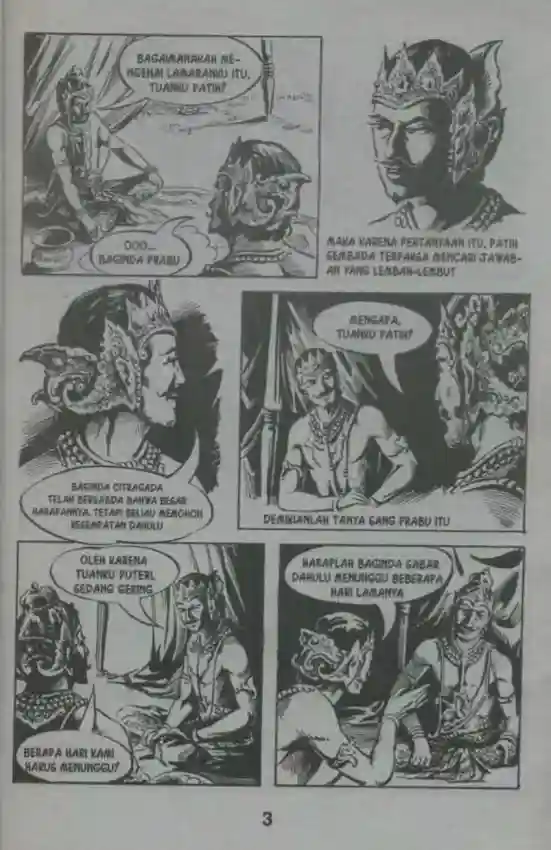 BAGAIMANAKAH ME-
NGENAI LAMARANKU ITU,
TUANKU PATIH?
OOO...
BAGINDA PRABU
MAKA KARENA PERTANYAAN ITU, PATIH
GEMBADA TERPAKSA MENCARI JAWAB-
AN YANG LEMBAH-LEMBUT
BAGINDA CITRAGADA
TELAH BERSABDA BAHWA BESAR
HARAPANNYA. TETAPI BELIAU MEMOHON
KESEMPATAN DAHULU
MENGAPA,
TUANKU PATIH?
DEMIKIANLAH TANYA SANG PRABU ITU
OLEH KARENA
TUANKU PUTERI,
SEDANG GERING
BERAPA HARI KAMI
HARUS MENUNGGU?
HARAPLAH BAGINDA SABAR
DAHULU MENUNGGU BEBERAPA
HARI LAMANYA
3